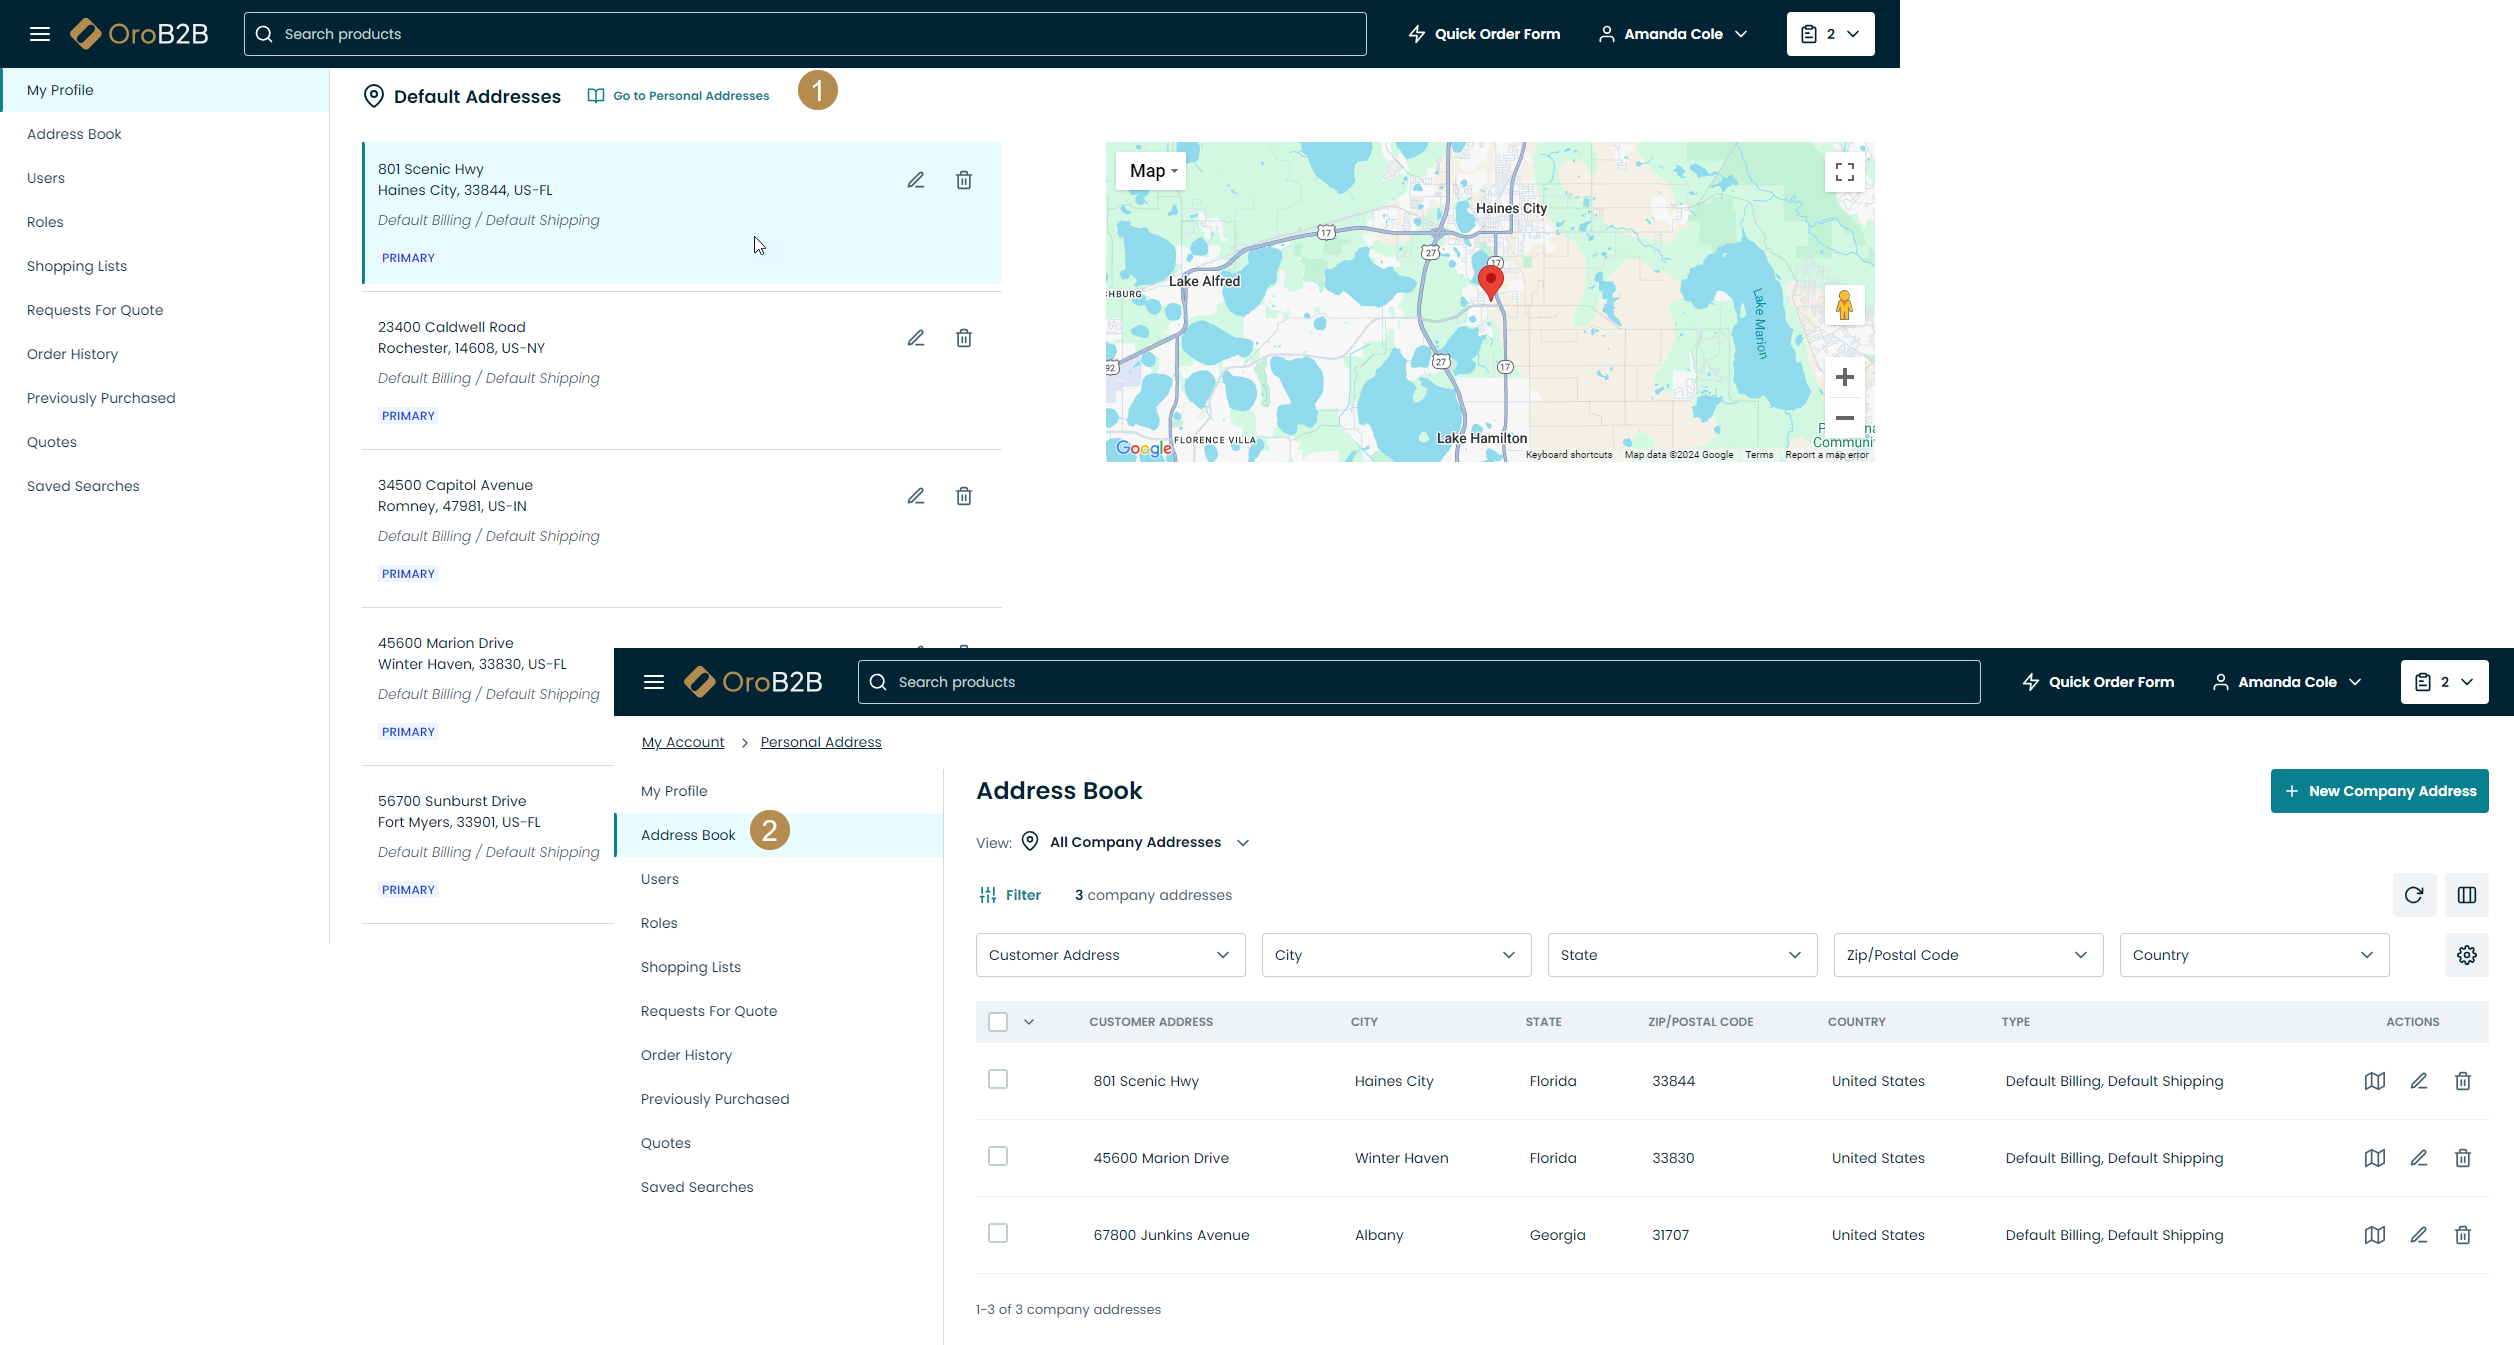 OroB2B
Search products
Quick Order Form
Amanda Cole
2
My Profile
Address Book
Users
Roles
Shopping Lists
Requests For Quote
Order History
Previously Purchased
Quotes
Saved Searches
Default Addresses
Go to Personal Addresses
1
801 Scenic Hwy
Haines City, 33844, US-FL
Default Billing / Default Shipping
PRIMARY
23400 Caldwell Road
Rochester, 14608, US-NY
Default Billing / Default Shipping
PRIMARY
34500 Capitol Avenue
Romney, 47981, US-IN
Default Billing / Default Shipping
PRIMARY
45600 Marion Drive
Winter Haven, 33830, US-FL
Default Billing / Default Shipping
PRIMARY
56700 Sunburst Drive
Fort Myers, 33901, US-FL
Default Billing / Default Shipping
PRIMARY
Map
Haines City
17
27
17
Lake Alfred
CHBURG
Lake Marion
27
17
92
FLORENCE VILLA
Lake Hamilton
Communi
Google
Keyboard shortcuts
Map data ©2024 Google
Terms
Report a map error
OroB2B
Search products
Quick Order Form
Amanda Cole
2
My Account > Personal Address
My Profile
Address Book
2
Users
Roles
Shopping Lists
Requests For Quote
Order History
Previously Purchased
Quotes
Saved Searches
Address Book
+ New Company Address
View: All Company Addresses
Filter
3 company addresses
Customer Address
City
State
Zip/Postal Code
Country
CUSTOMER ADDRESS CITY STATE ZIP/POSTAL CODE COUNTRY TYPE ACTIONS
801 Scenic Hwy Haines City Florida 33844 United States Default Billing, Default Shipping
45600 Marion Drive Winter Haven Florida 33830 United States Default Billing, Default Shipping
67800 Junkins Avenue Albany Georgia 31707 United States Default Billing, Default Shipping
1-3 of 3 company addresses